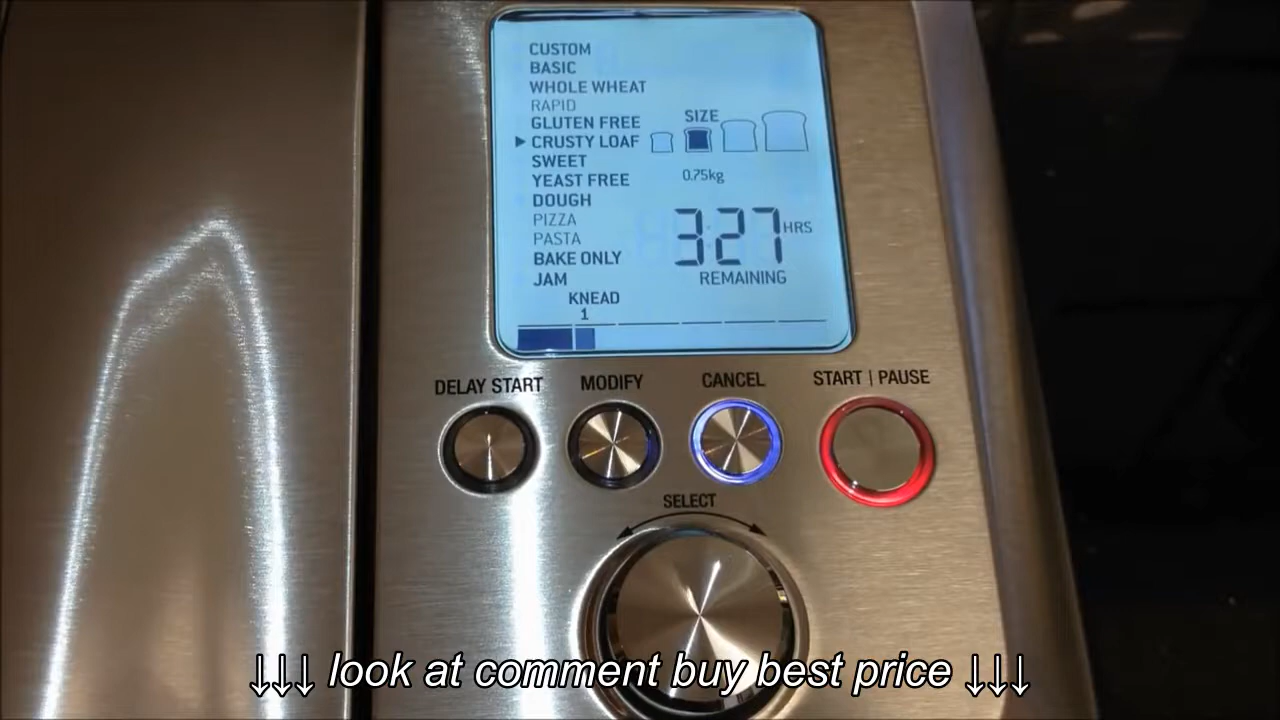 CUSTOM
BASIC
WHOLE WHEAT
RAPID
GLUTEN FREE
CRUSTY LOAF
SWEET
YEAST FREE
DOUGH
PIZZA
PASTA
BAKE ONLY
JAM
SIZE
0.75kg
3:27 HRS
REMAINING
KNEAD
1
DELAY START
MODIFY
CANCEL
START | PAUSE
SELECT
↓↓↓ look at comment buy best price ↓↓↓